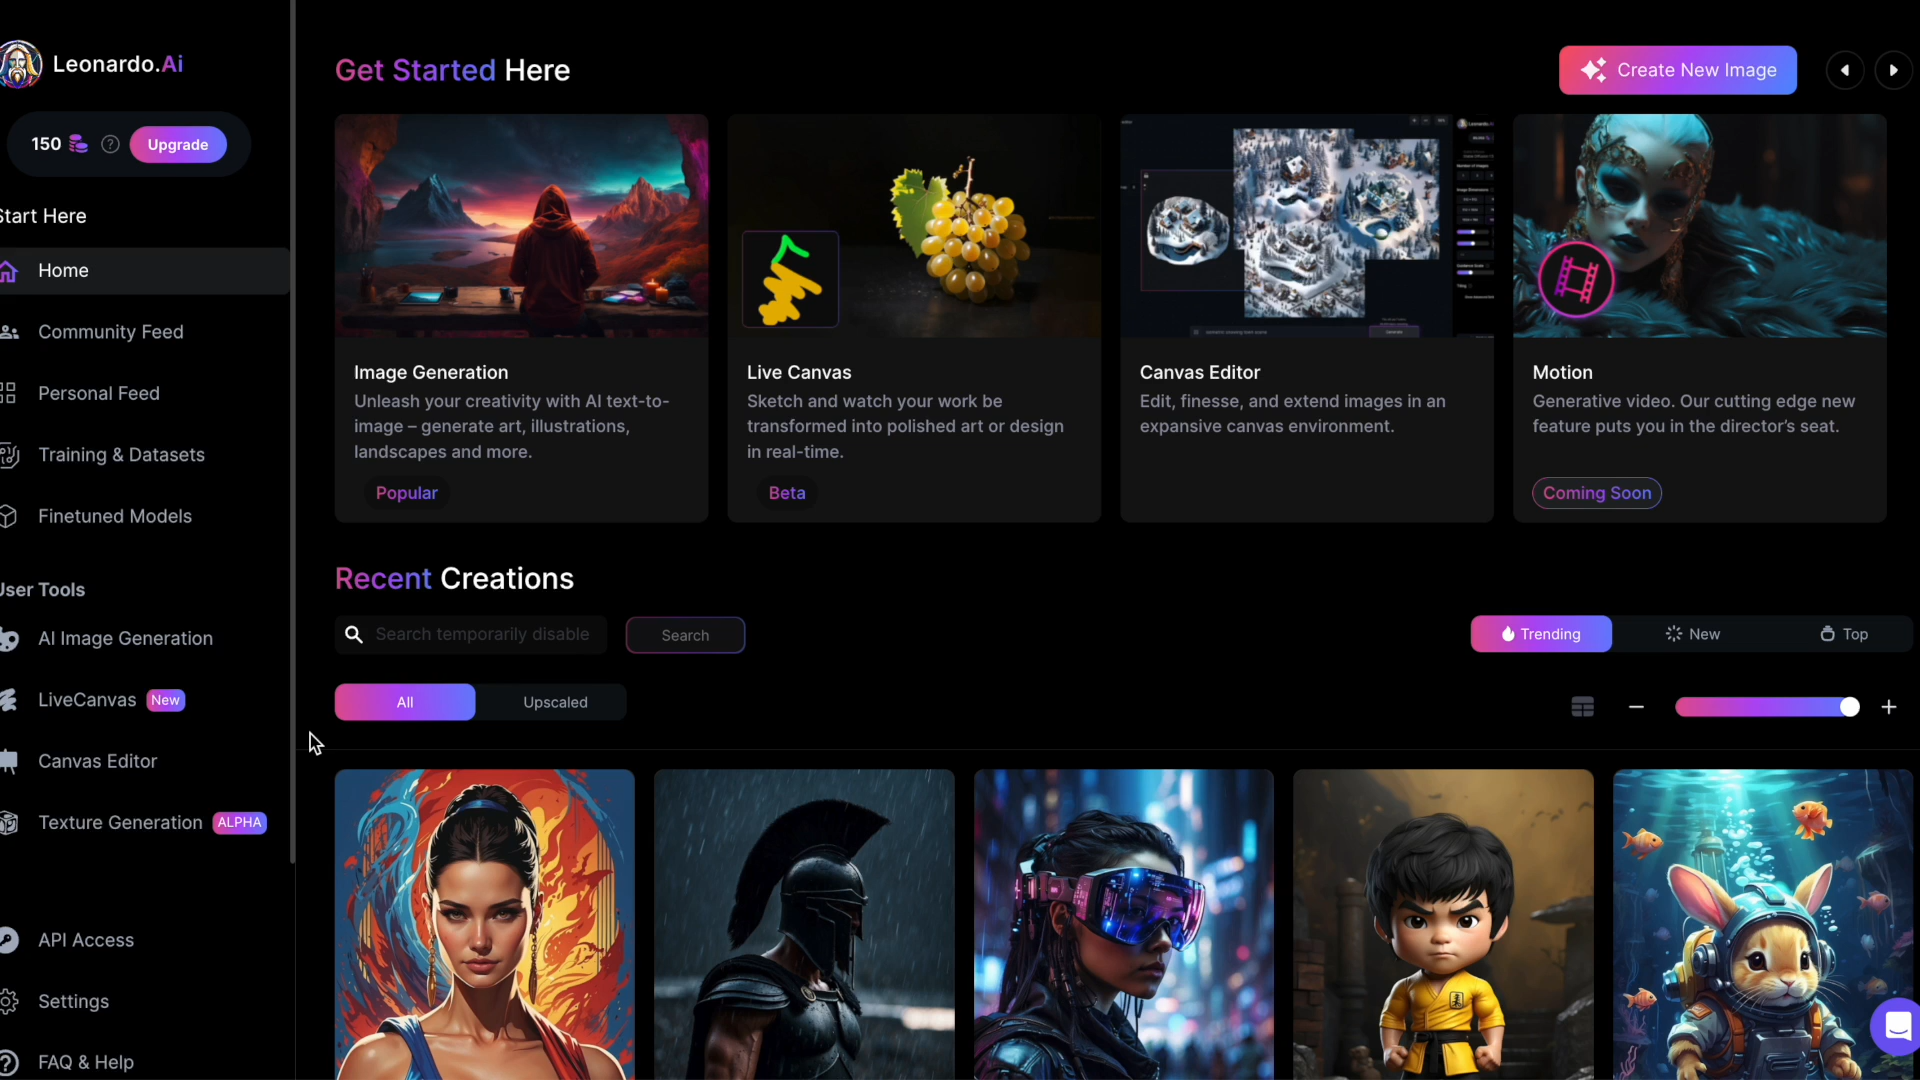 Leonardo.Ai
150
?
Upgrade
Start Here
Home
Community Feed
Personal Feed
Training & Datasets
Finetuned Models
User Tools
AI Image Generation
LiveCanvas New
Canvas Editor
Texture Generation ALPHA
API Access
Settings
FAQ & Help
Get Started Here
Create New Image
Image Generation
Unleash your creativity with AI text-to-
image – generate art, illustrations,
landscapes and more.
Popular
Live Canvas
Sketch and watch your work be
transformed into polished art or design
in real-time.
Beta
Canvas Editor
Edit, finesse, and extend images in an
expansive canvas environment.
Motion
Generative video. Our cutting edge new
feature puts you in the director's seat.
Coming Soon
Recent Creations
Search temporarily disable
Search
Trending
New
Top
All
Upscaled